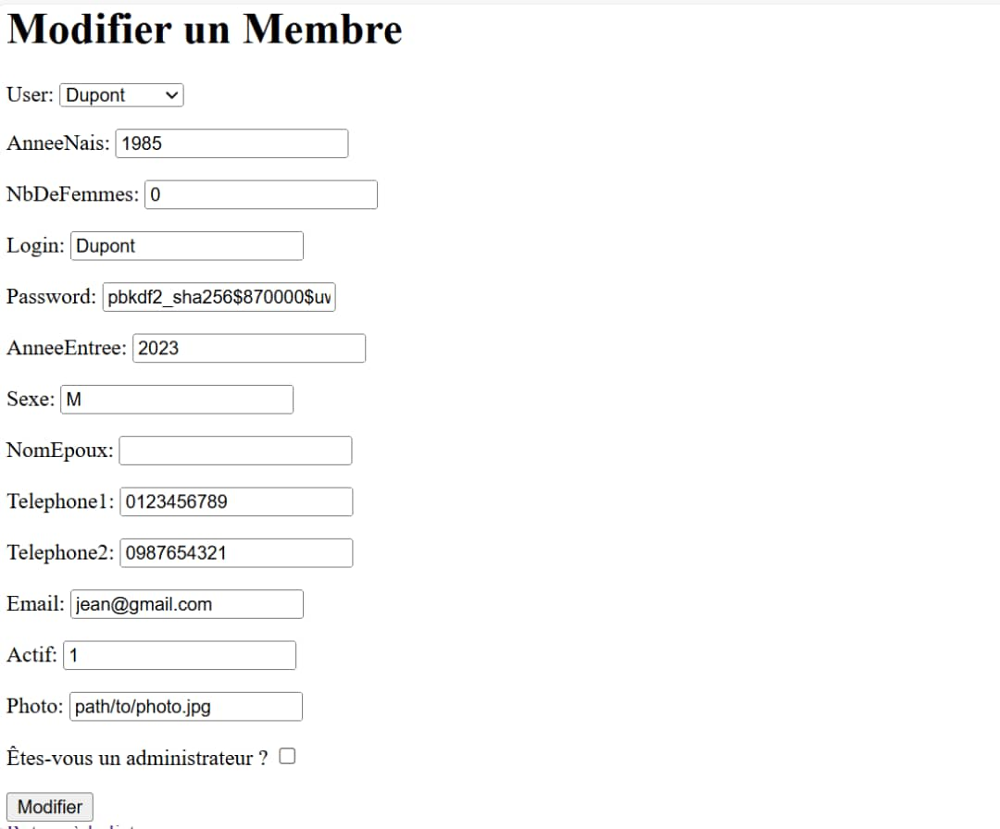 Modifier un Membre
User: Dupont
AnneeNais: 1985
NbDeFemmes: 0
Login: Dupont
Password: pbkdf2_sha256$870000$uv
AnneeEntree: 2023
Sexe: M
NomEpoux:
Telephone1: 0123456789
Telephone2: 0987654321
Email: jean@gmail.com
Actif: 1
Photo: path/to/photo.jpg
Êtes-vous un administrateur ?
Modifier